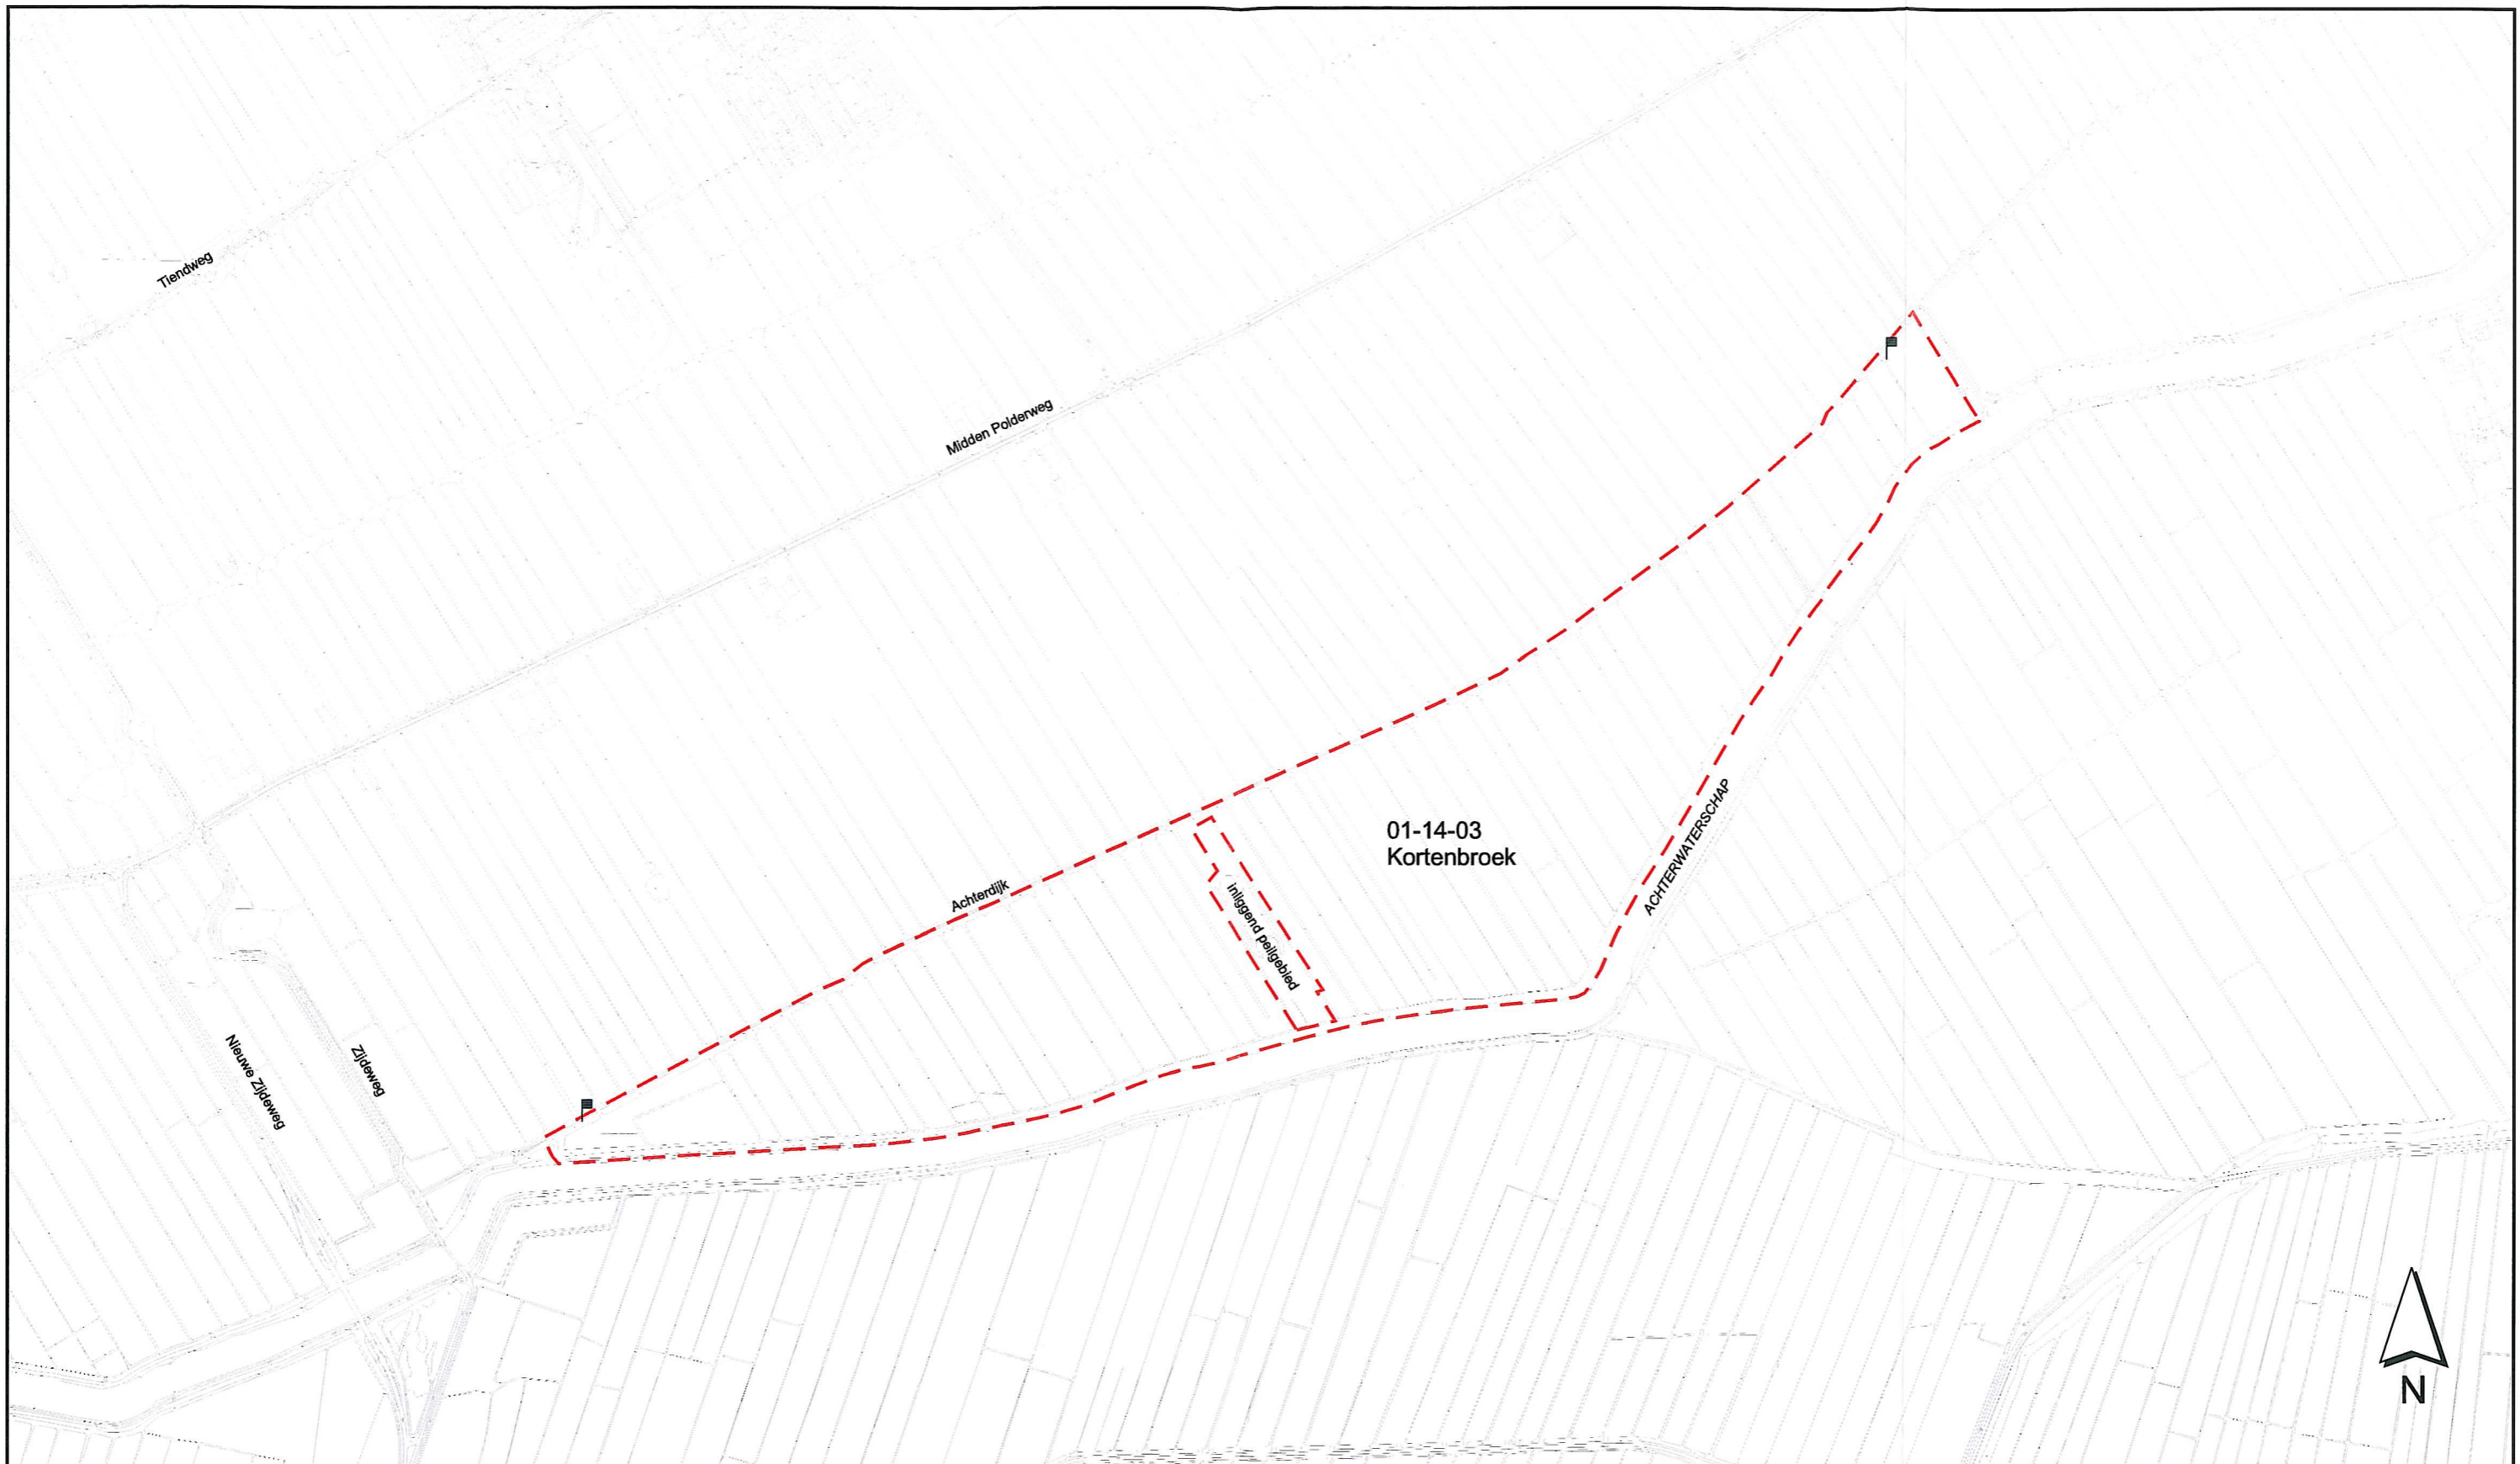 Tiendweg
Midden Polderweg
01-14-03
Kortenbroek
ACHTERWATERSCHAP
Achterdijk
inliggend peilgebied
Nieuwe Zijdeweg
Zijdeweg
N